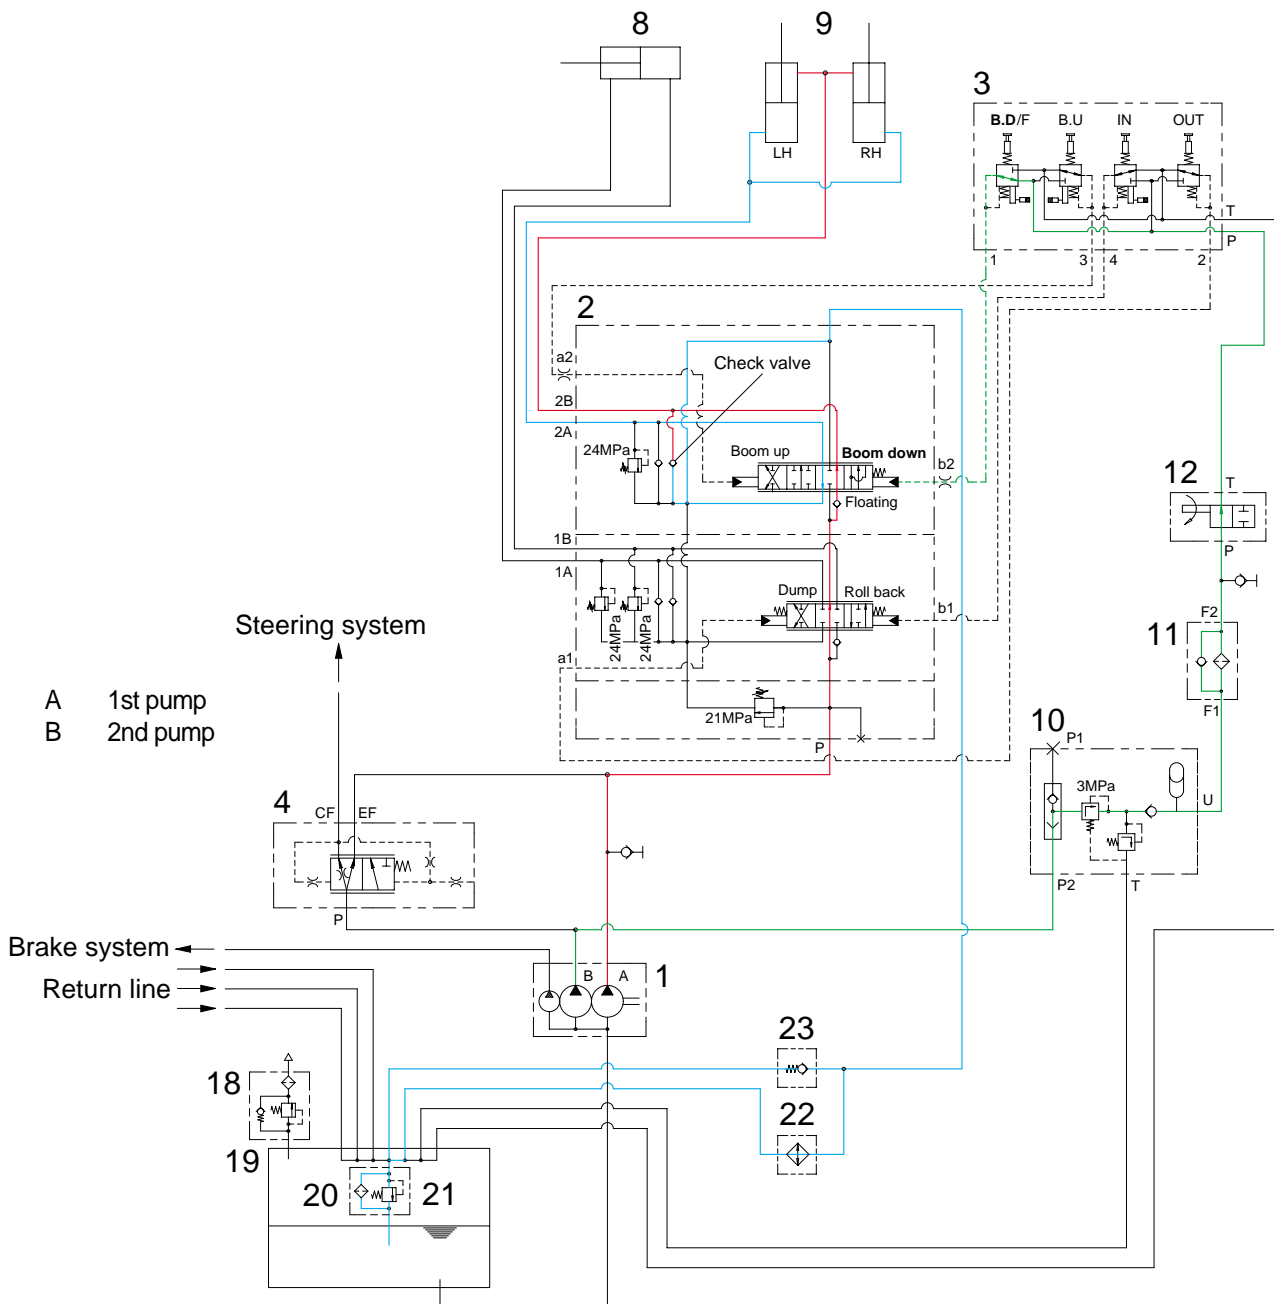 8
9
3
B.D/F B.U IN OUT
LH RH
T
P
1 3 4 2
2
a2
Check valve
2B
2A
24MPa
Boom up
Boom down
b2
Floating
12
T
P
1B
1A
Dump
Roll back
b1
24MPa
24MPa
a1
F2
11
F1
Steering system
A 1st pump
B 2nd pump
21MPa
P
10
P1
3MPa
U
P2
T
4
CF EF
P
Brake system
Return line
B A
1
23
18
22
19
20
21